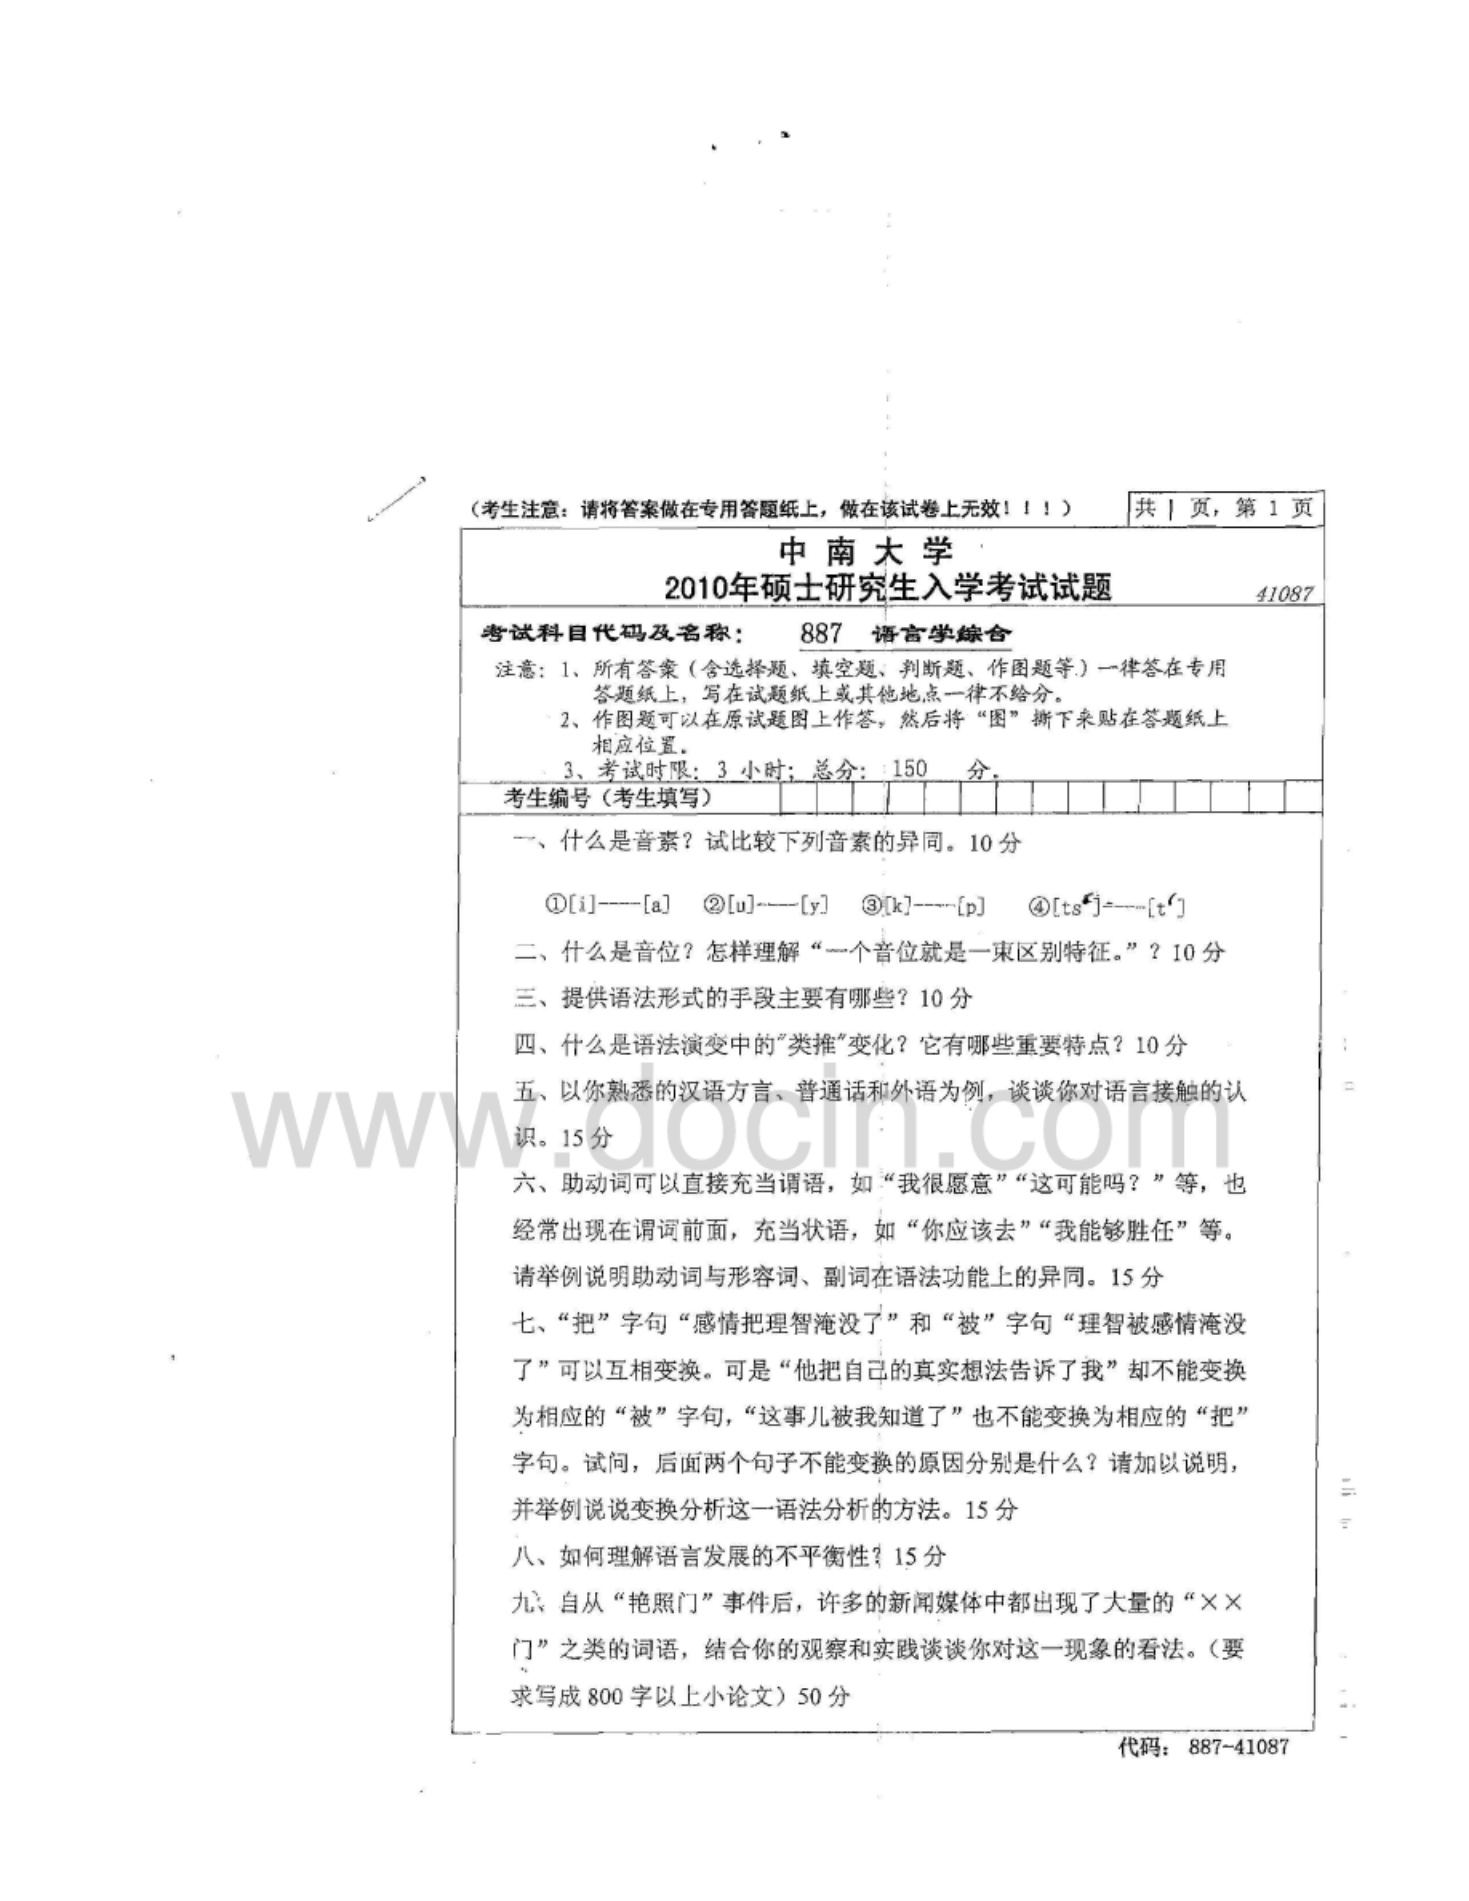 （考生注意：请将答案做在专用答题纸上，做在该试卷上无效！！！）
共 1 页，第 1 页
中 南 大 学
2010年硕士研究生入学考试试题
41087
考试科目代码及名称： 887 语言学综合
注意：1、所有答案（含选择题、填空题、判断题、作图题等）一律答在专用
答题纸上，写在试题纸上或其他地点一律不给分。
2、作图题可以在原试题图上作答，然后将“图”撕下来贴在答题纸上
相应位置。
3、考试时限：3 小时；总分：150 分。
考生编号（考生填写）
一、什么是音素？试比较下列音素的异同。10 分
①[i]——[a] ②[u]——[y] ③[k]——[p] ④[ts‘]——[t‘]
二、什么是音位？怎样理解“一个音位就是一束区别特征。”？10 分
三、提供语法形式的手段主要有哪些？10 分
四、什么是语法演变中的"类推"变化？它有哪些重要特点？10 分
五、以你熟悉的汉语方言、普通话和外语为例，谈谈你对语言接触的认
识。15 分
六、助动词可以直接充当谓语，如“我很愿意”“这可能吗？”等，也
经常出现在谓词前面，充当状语，如“你应该去”“我能够胜任”等。
请举例说明助动词与形容词、副词在语法功能上的异同。15 分
七、“把”字句“感情把理智淹没了”和“被”字句“理智被感情淹没
了”可以互相变换。可是“他把自己的真实想法告诉了我”却不能变换
为相应的“被”字句，“这事儿被我知道了”也不能变换为相应的“把”
字句。试问，后面两个句子不能变换的原因分别是什么？请加以说明，
并举例说说变换分析这一语法分析的方法。15 分
八、如何理解语言发展的不平衡性？15 分
九、自从“艳照门”事件后，许多的新闻媒体中都出现了大量的“××
门”之类的词语，结合你的观察和实践谈谈你对这一现象的看法。（要
求写成 800 字以上小论文）50 分
代码： 887-41087
www.docin.com